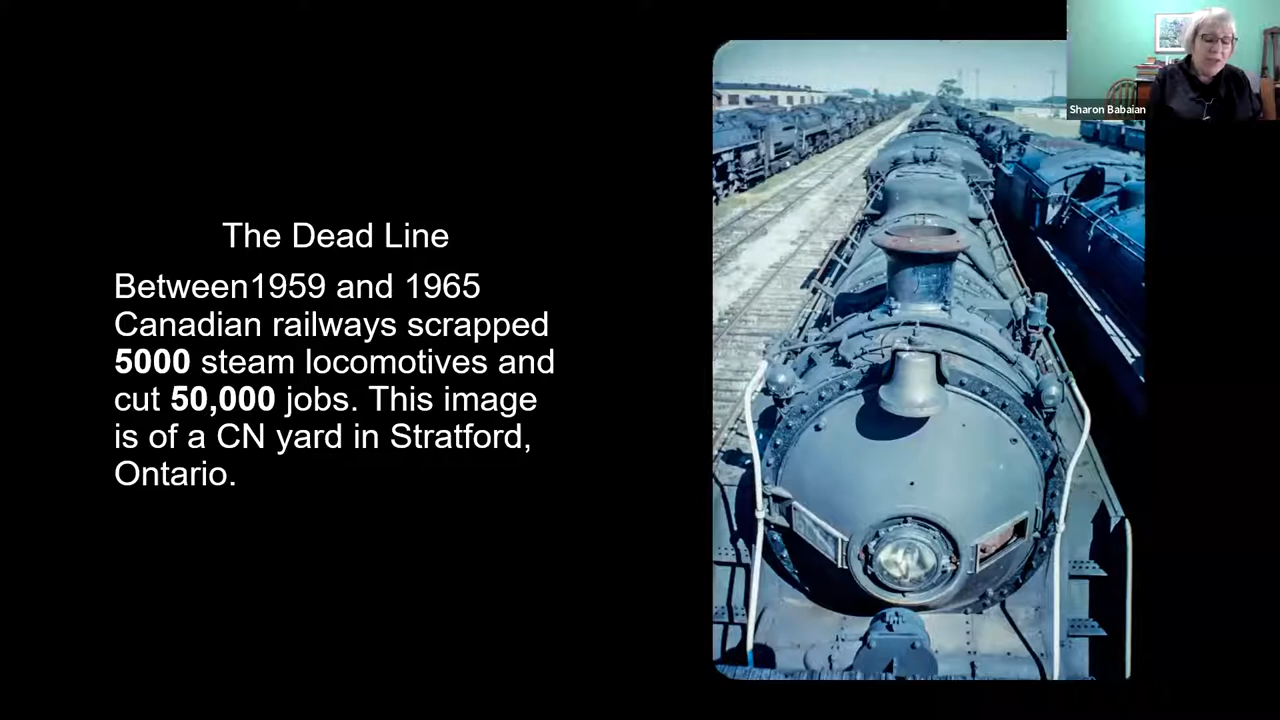 The Dead Line
Between1959 and 1965
Canadian railways scrapped
5000 steam locomotives and
cut 50,000 jobs. This image
is of a CN yard in Stratford,
Ontario.
Sharon Babaian